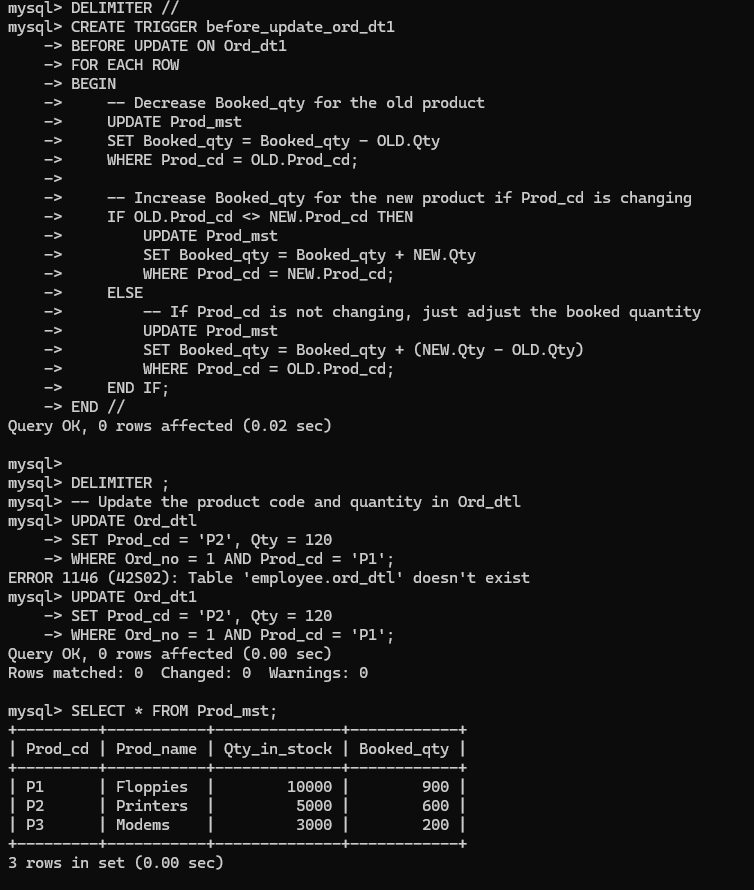 mysql> DELIMITER //
mysql> CREATE TRIGGER before_update_ord_dt1
    -> BEFORE UPDATE ON Ord_dt1
    -> FOR EACH ROW
    -> BEGIN
    ->     -- Decrease Booked_qty for the old product
    ->     UPDATE Prod_mst
    ->     SET Booked_qty = Booked_qty - OLD.Qty
    ->     WHERE Prod_cd = OLD.Prod_cd;
    ->
    ->     -- Increase Booked_qty for the new product if Prod_cd is changing
    ->     IF OLD.Prod_cd <> NEW.Prod_cd THEN
    ->         UPDATE Prod_mst
    ->         SET Booked_qty = Booked_qty + NEW.Qty
    ->         WHERE Prod_cd = NEW.Prod_cd;
    ->     ELSE
    ->         -- If Prod_cd is not changing, just adjust the booked quantity
    ->         UPDATE Prod_mst
    ->         SET Booked_qty = Booked_qty + (NEW.Qty - OLD.Qty)
    ->         WHERE Prod_cd = OLD.Prod_cd;
    ->     END IF;
    -> END //
Query OK, 0 rows affected (0.02 sec)

mysql>
mysql> DELIMITER ;
mysql> -- Update the product code and quantity in Ord_dtl
mysql> UPDATE Ord_dtl
    -> SET Prod_cd = 'P2', Qty = 120
    -> WHERE Ord_no = 1 AND Prod_cd = 'P1';
ERROR 1146 (42S02): Table 'employee.ord_dtl' doesn't exist
mysql> UPDATE Ord_dt1
    -> SET Prod_cd = 'P2', Qty = 120
    -> WHERE Ord_no = 1 AND Prod_cd = 'P1';
Query OK, 0 rows affected (0.00 sec)
Rows matched: 0  Changed: 0  Warnings: 0

mysql> SELECT * FROM Prod_mst;
+---------+-----------+--------------+------------+
| Prod_cd | Prod_name | Qty_in_stock | Booked_qty |
+---------+-----------+--------------+------------+
| P1      | Floppies  |        10000 |        900 |
| P2      | Printers  |         5000 |        600 |
| P3      | Modems    |         3000 |        200 |
+---------+-----------+--------------+------------+
3 rows in set (0.00 sec)